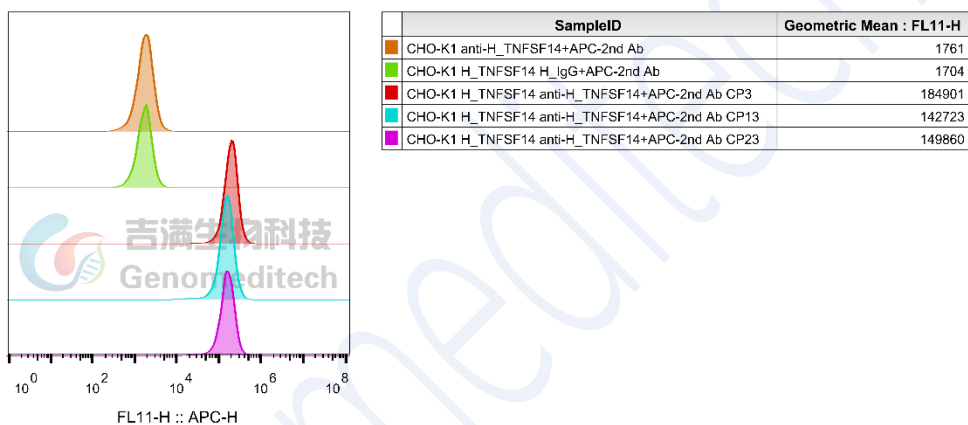 SampleID Geometric Mean : FL11-H
CHO-K1 anti-H_TNFSF14+APC-2nd Ab 1761
CHO-K1 H_TNFSF14 H_IgG+APC-2nd Ab 1704
CHO-K1 H_TNFSF14 anti-H_TNFSF14+APC-2nd Ab CP3 184901
CHO-K1 H_TNFSF14 anti-H_TNFSF14+APC-2nd Ab CP13 142723
CHO-K1 H_TNFSF14 anti-H_TNFSF14+APC-2nd Ab CP23 149860
吉满生物科技
Genomeditech
10^0 10^2 10^4 10^6 10^8
FL11-H :: APC-H
meditech